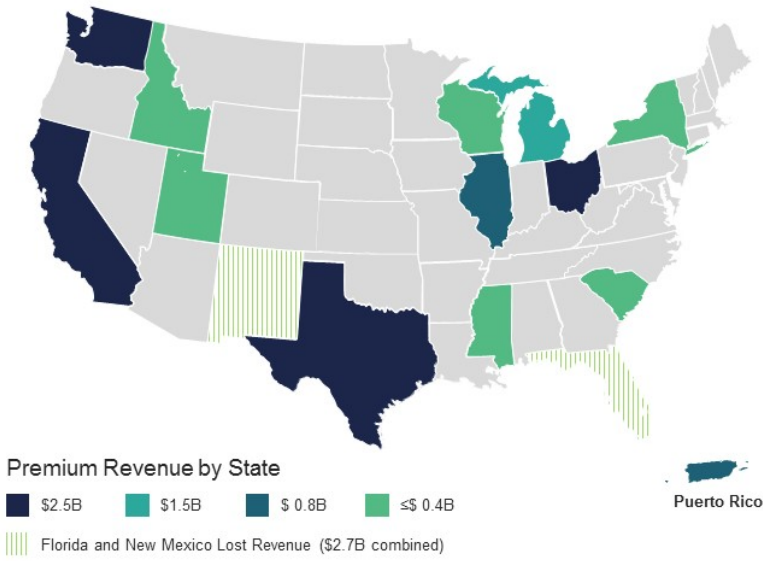 Premium Revenue by State
$2.5B $1.5B $ 0.8B ≤$ 0.4B
Puerto Rico
Florida and New Mexico Lost Revenue ($2.7B combined)